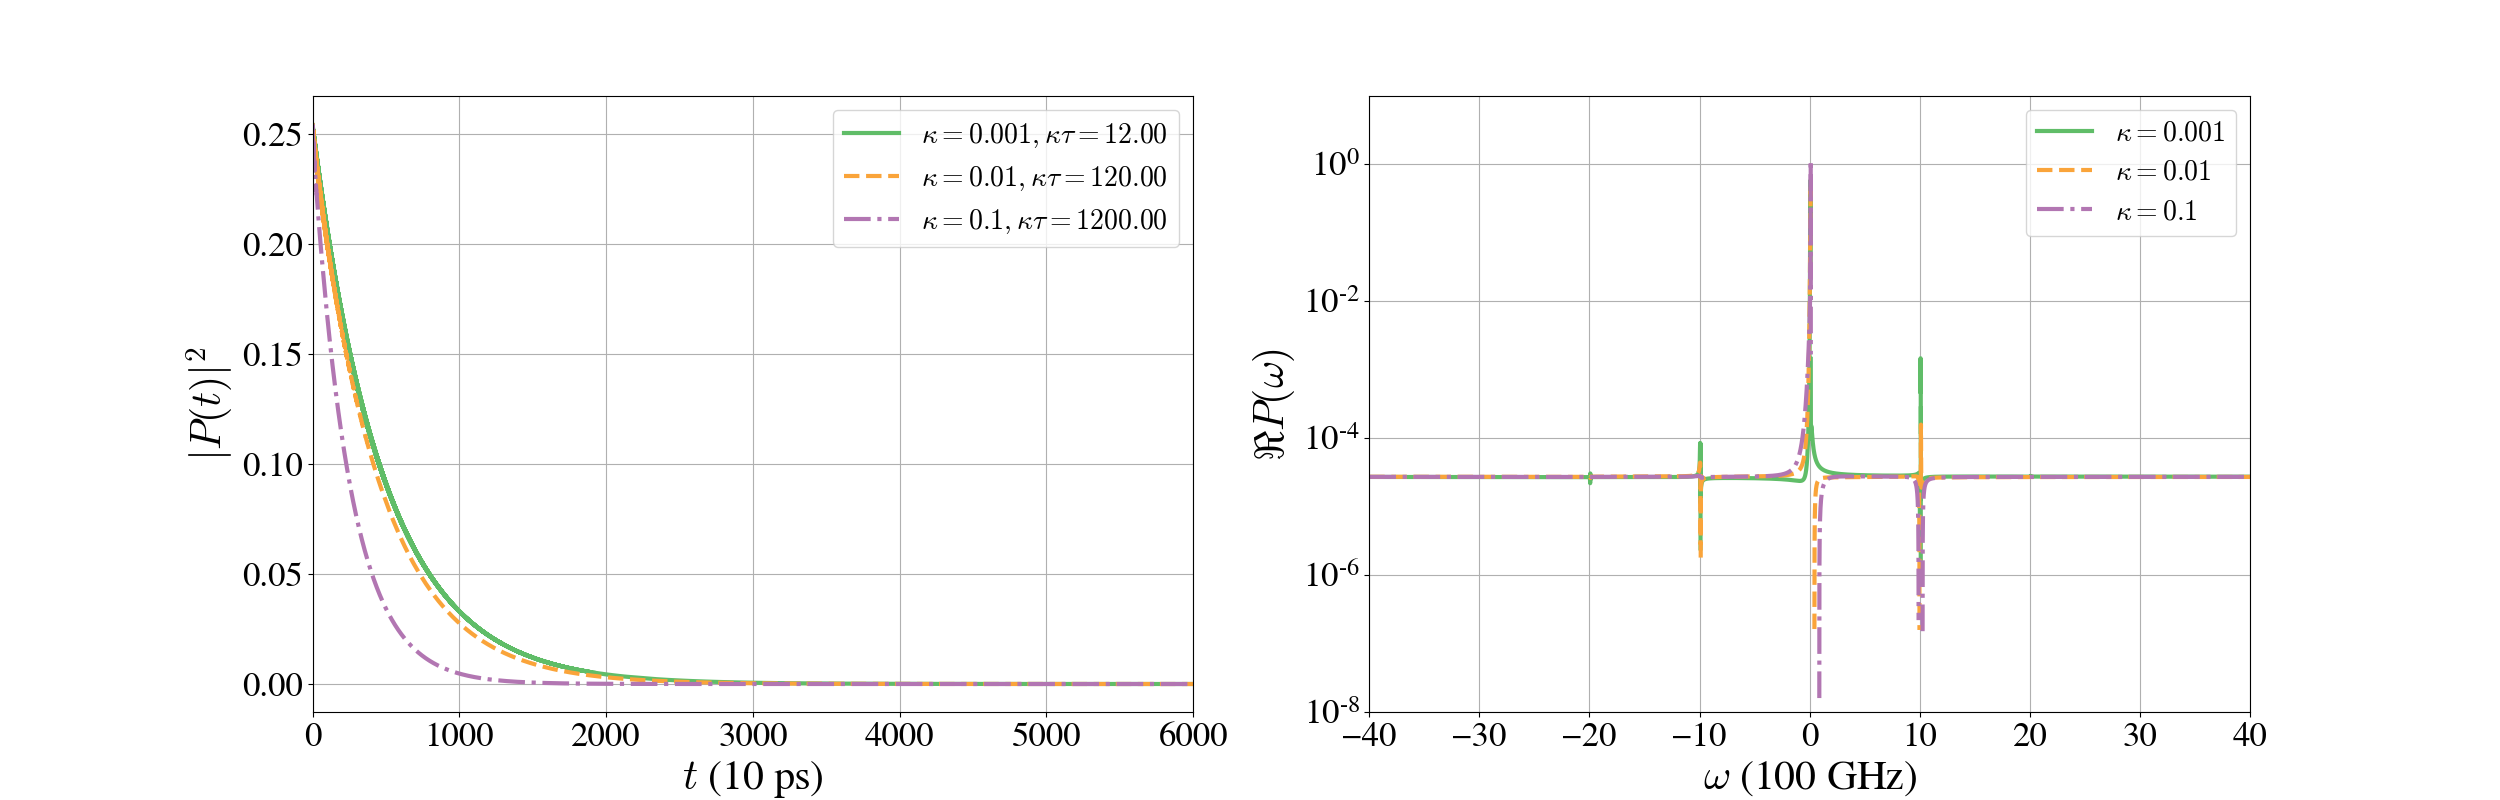 |P(t)|²
0.25
0.20
0.15
0.10
0.05
0.00
0 1000 2000 3000 4000 5000 6000
t (10 ps)
κ = 0.001, κτ = 12.00
κ = 0.01, κτ = 120.00
κ = 0.1, κτ = 1200.00
ℜP(ω)
10⁰
10⁻²
10⁻⁴
10⁻⁶
10⁻⁸
−40 −30 −20 −10 0 10 20 30 40
ω (100 GHz)
κ = 0.001
κ = 0.01
κ = 0.1